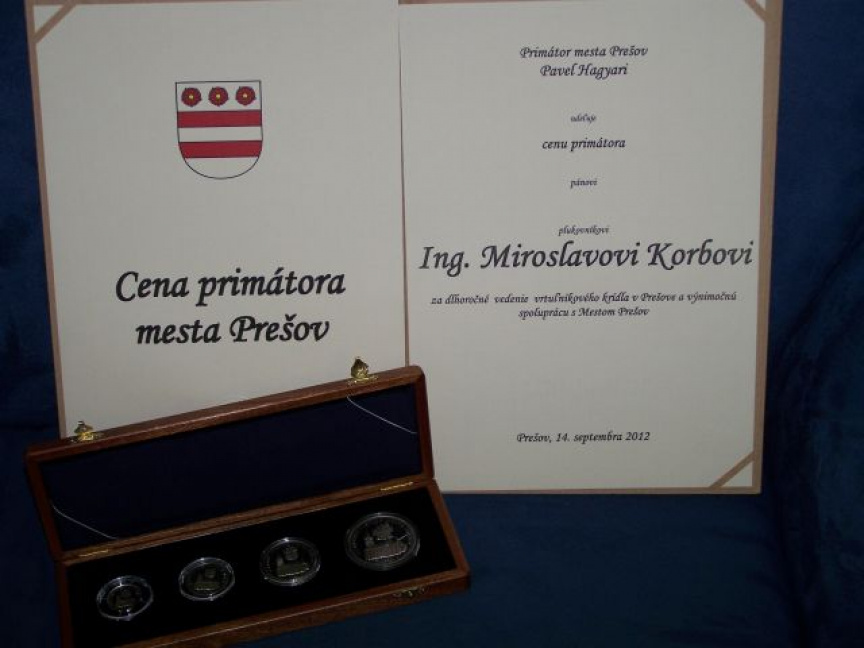 Cena primátora
mesta Prešov
Primátor mesta Prešov
Pavel Hagyari
udeľuje
cenu primátora
pánovi
plukovníkovi
Ing. Miroslavovi Korbovi
za dlhoročné vedenie vrtuľníkového krídla v Prešove a výnimočnú
spoluprácu s Mestom Prešov
Prešov, 14. septembra 2012